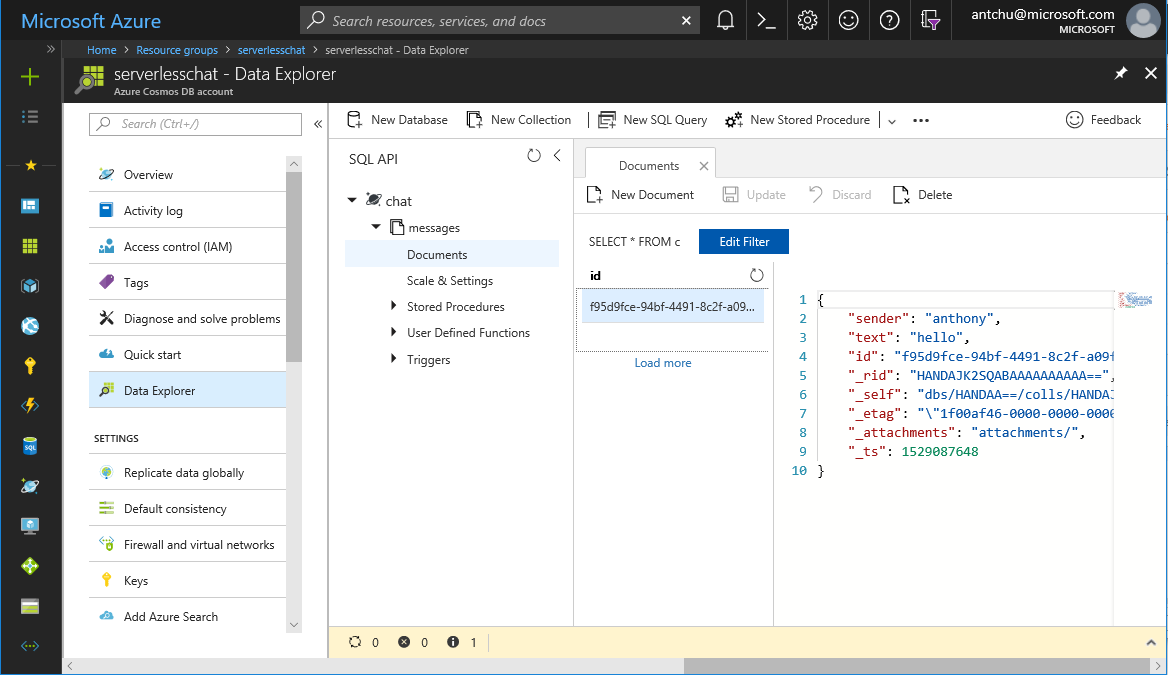 Microsoft Azure
Search resources, services, and docs
antchu@microsoft.com
MICROSOFT
Home > Resource groups > serverlesschat > serverlesschat - Data Explorer
serverlesschat - Data Explorer
Azure Cosmos DB account
Search (Ctrl+/)
Overview
Activity log
Access control (IAM)
Tags
Diagnose and solve problems
Quick start
Data Explorer
SETTINGS
Replicate data globally
Default consistency
Firewall and virtual networks
Keys
Add Azure Search
New Database
New Collection
New SQL Query
New Stored Procedure
Feedback
SQL API
chat
messages
Documents
Scale & Settings
Stored Procedures
User Defined Functions
Triggers
Documents
New Document
Update
Discard
Delete
SELECT * FROM c
Edit Filter
id
f95d9fce-94bf-4491-8c2f-a09...
Load more
1 {
2 "sender": "anthony",
3 "text": "hello",
4 "id": "f95d9fce-94bf-4491-8c2f-a09f
5 "_rid": "HANDAJK2SQABAAAAAAAAAA==",
6 "_self": "dbs/HANDAA==/colls/HANDAJ
7 "_etag": "\"1f00af46-0000-0000-0000
8 "_attachments": "attachments/",
9 "_ts": 1529087648
10 }
0
0
1
SQL